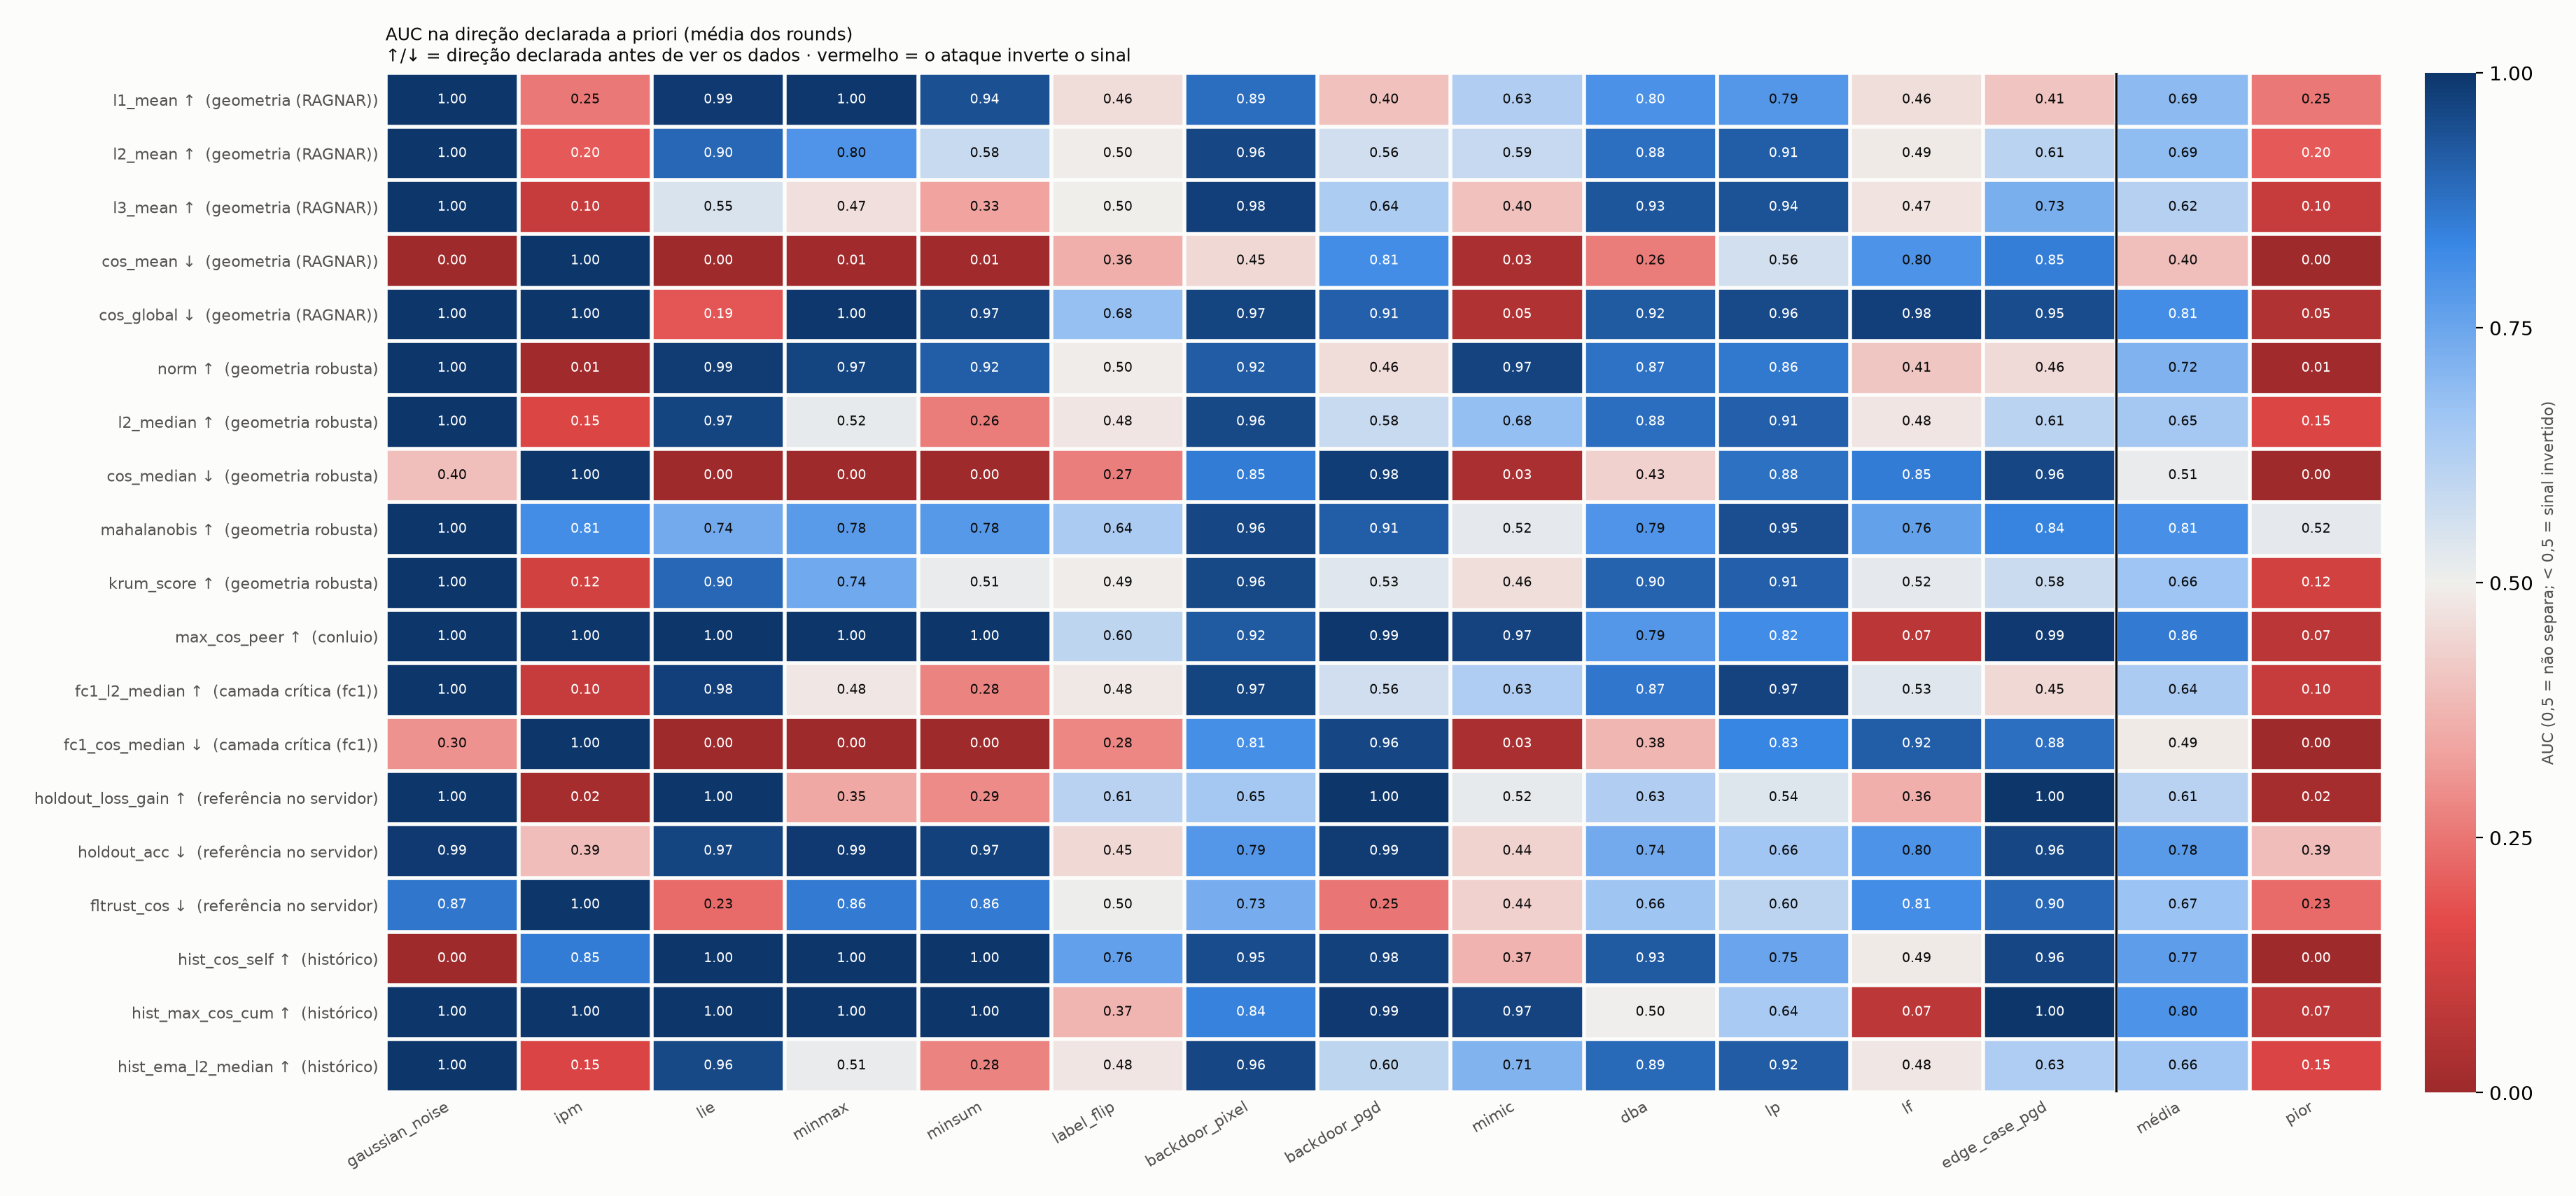 AUC na direção declarada a priori (média dos rounds)
↑/↓ = direção declarada antes de ver os dados · vermelho = o ataque inverte o sinal
l1_mean ↑ (geometria (RAGNAR)) 1.00 0.25 0.99 1.00 0.94 0.46 0.89 0.40 0.63 0.80 0.79 0.46 0.41 0.69 0.25
l2_mean ↑ (geometria (RAGNAR)) 1.00 0.20 0.90 0.80 0.58 0.50 0.96 0.56 0.59 0.88 0.91 0.49 0.61 0.69 0.20
l3_mean ↑ (geometria (RAGNAR)) 1.00 0.10 0.55 0.47 0.33 0.50 0.98 0.64 0.40 0.93 0.94 0.47 0.73 0.62 0.10
cos_mean ↓ (geometria (RAGNAR)) 0.00 1.00 0.00 0.01 0.01 0.36 0.45 0.81 0.03 0.26 0.56 0.80 0.85 0.40 0.00
cos_global ↓ (geometria (RAGNAR)) 1.00 1.00 0.19 1.00 0.97 0.68 0.97 0.91 0.05 0.92 0.96 0.98 0.95 0.81 0.05
norm ↑ (geometria robusta) 1.00 0.01 0.99 0.97 0.92 0.50 0.92 0.46 0.97 0.87 0.86 0.41 0.46 0.72 0.01
l2_median ↑ (geometria robusta) 1.00 0.15 0.97 0.52 0.26 0.48 0.96 0.58 0.68 0.88 0.91 0.48 0.61 0.65 0.15
cos_median ↓ (geometria robusta) 0.40 1.00 0.00 0.00 0.00 0.27 0.85 0.98 0.03 0.43 0.88 0.85 0.96 0.51 0.00
mahalanobis ↑ (geometria robusta) 1.00 0.81 0.74 0.78 0.78 0.64 0.96 0.91 0.52 0.79 0.95 0.76 0.84 0.81 0.52
krum_score ↑ (geometria robusta) 1.00 0.12 0.90 0.74 0.51 0.49 0.96 0.53 0.46 0.90 0.91 0.52 0.58 0.66 0.12
max_cos_peer ↑ (conluio) 1.00 1.00 1.00 1.00 1.00 0.60 0.92 0.99 0.97 0.79 0.82 0.07 0.99 0.86 0.07
fc1_l2_median ↑ (camada crítica (fc1)) 1.00 0.10 0.98 0.48 0.28 0.48 0.97 0.56 0.63 0.87 0.97 0.53 0.45 0.64 0.10
fc1_cos_median ↓ (camada crítica (fc1)) 0.30 1.00 0.00 0.00 0.00 0.28 0.81 0.96 0.03 0.38 0.83 0.92 0.88 0.49 0.00
holdout_loss_gain ↑ (referência no servidor) 1.00 0.02 1.00 0.35 0.29 0.61 0.65 1.00 0.52 0.63 0.54 0.36 1.00 0.61 0.02
holdout_acc ↓ (referência no servidor) 0.99 0.39 0.97 0.99 0.97 0.45 0.79 0.99 0.44 0.74 0.66 0.80 0.96 0.78 0.39
fltrust_cos ↓ (referência no servidor) 0.87 1.00 0.23 0.86 0.86 0.50 0.73 0.25 0.44 0.66 0.60 0.81 0.90 0.67 0.23
hist_cos_self ↑ (histórico) 0.00 0.85 1.00 1.00 1.00 0.76 0.95 0.98 0.37 0.93 0.75 0.49 0.96 0.77 0.00
hist_max_cos_cum ↑ (histórico) 1.00 1.00 1.00 1.00 1.00 0.37 0.84 0.99 0.97 0.50 0.64 0.07 1.00 0.80 0.07
hist_ema_l2_median ↑ (histórico) 1.00 0.15 0.96 0.51 0.28 0.48 0.96 0.60 0.71 0.89 0.92 0.48 0.63 0.66 0.15
gaussian_noise ipm lie minmax minsum label_flip backdoor_pixel backdoor_pgd mimic dba lp lf edge_case_pgd média pior
1.00
0.75
0.50
0.25
0.00
AUC (0,5 = não separa; < 0,5 = sinal invertido)